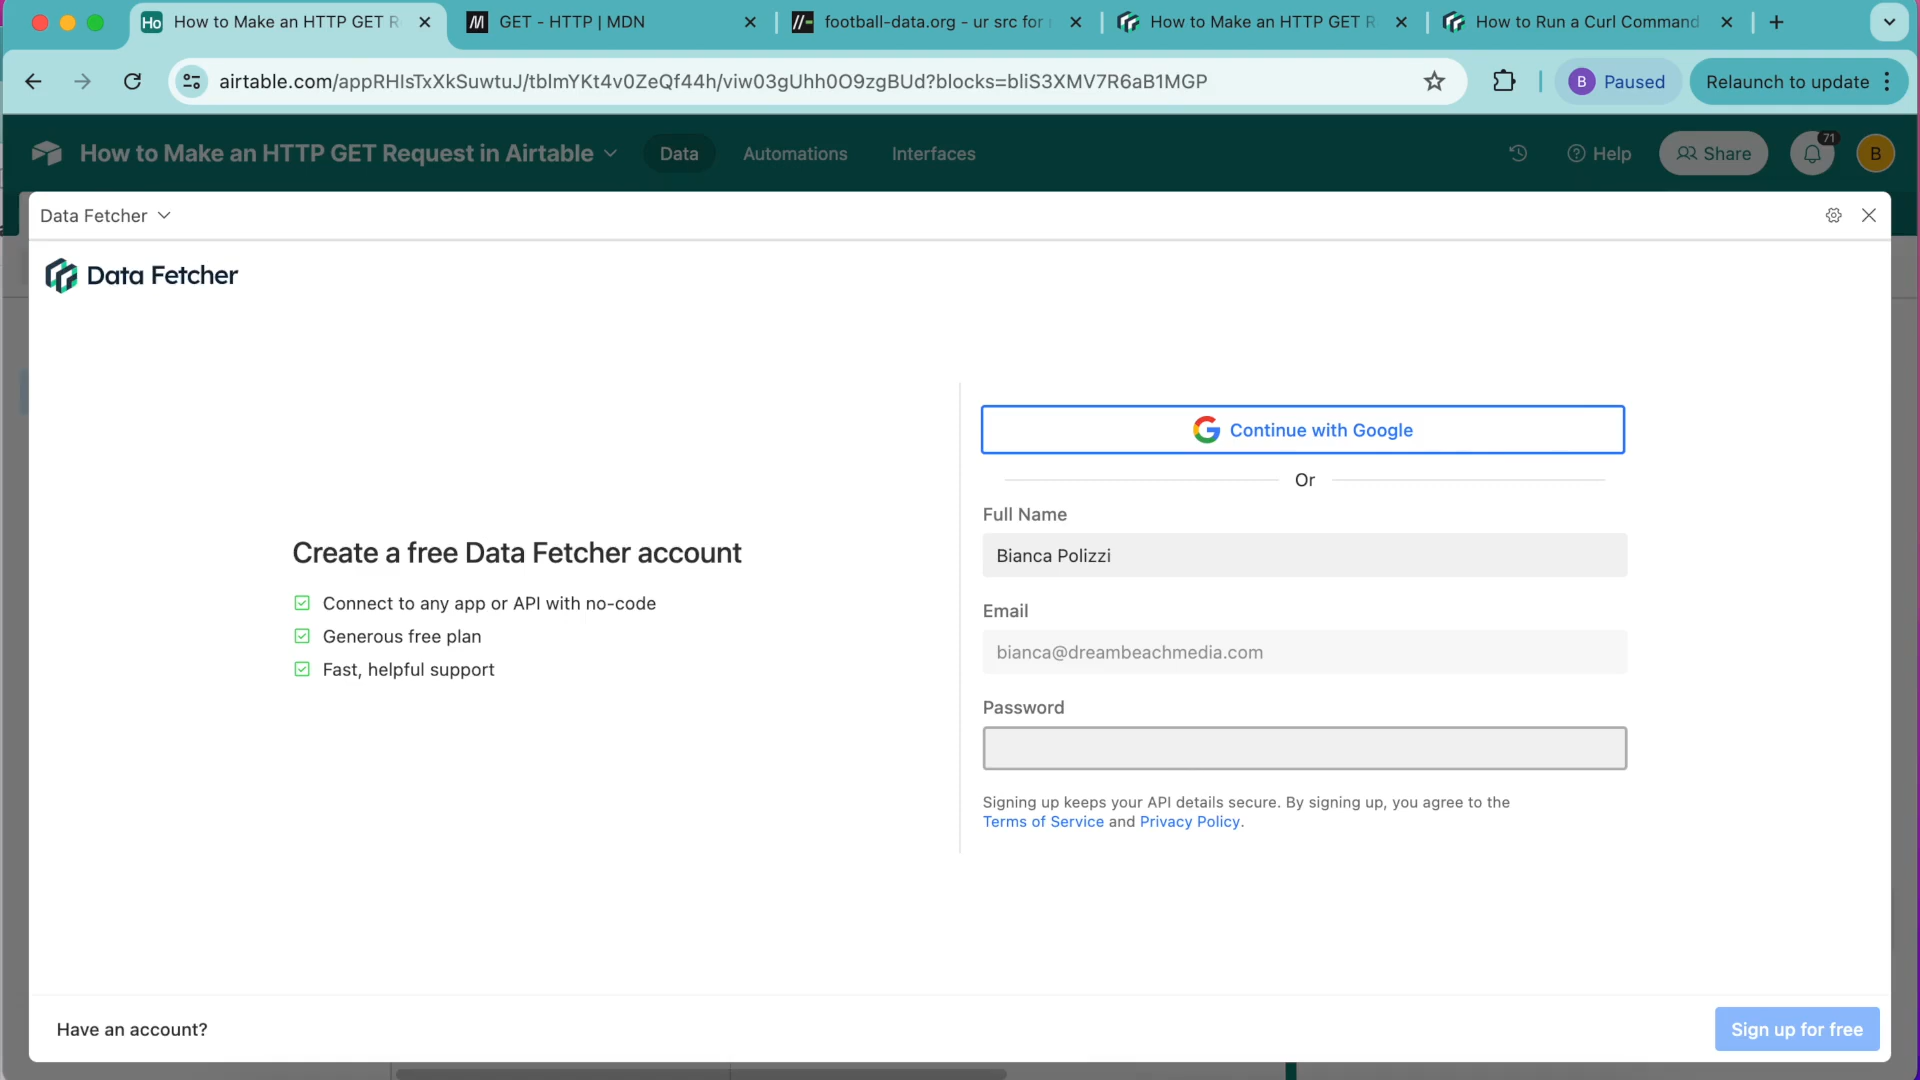 Ho How to Make an HTTP GET R
GET - HTTP | MDN
football-data.org - ur src for
How to Make an HTTP GET R
How to Run a Curl Command
airtable.com/appRHIsTxXkSuwtuJ/tblmYKt4v0ZeQf44h/viw03gUhh0O9zgBUd?blocks=bliS3XMV7R6aB1MGP
B Paused
Relaunch to update
How to Make an HTTP GET Request in Airtable
Data
Automations
Interfaces
Help
Share
71
B
Data Fetcher
Data Fetcher
Continue with Google
Or
Full Name
Bianca Polizzi
Email
bianca@dreambeachmedia.com
Password
Signing up keeps your API details secure. By signing up, you agree to the
Terms of Service and Privacy Policy.
Create a free Data Fetcher account
Connect to any app or API with no-code
Generous free plan
Fast, helpful support
Have an account?
Sign up for free